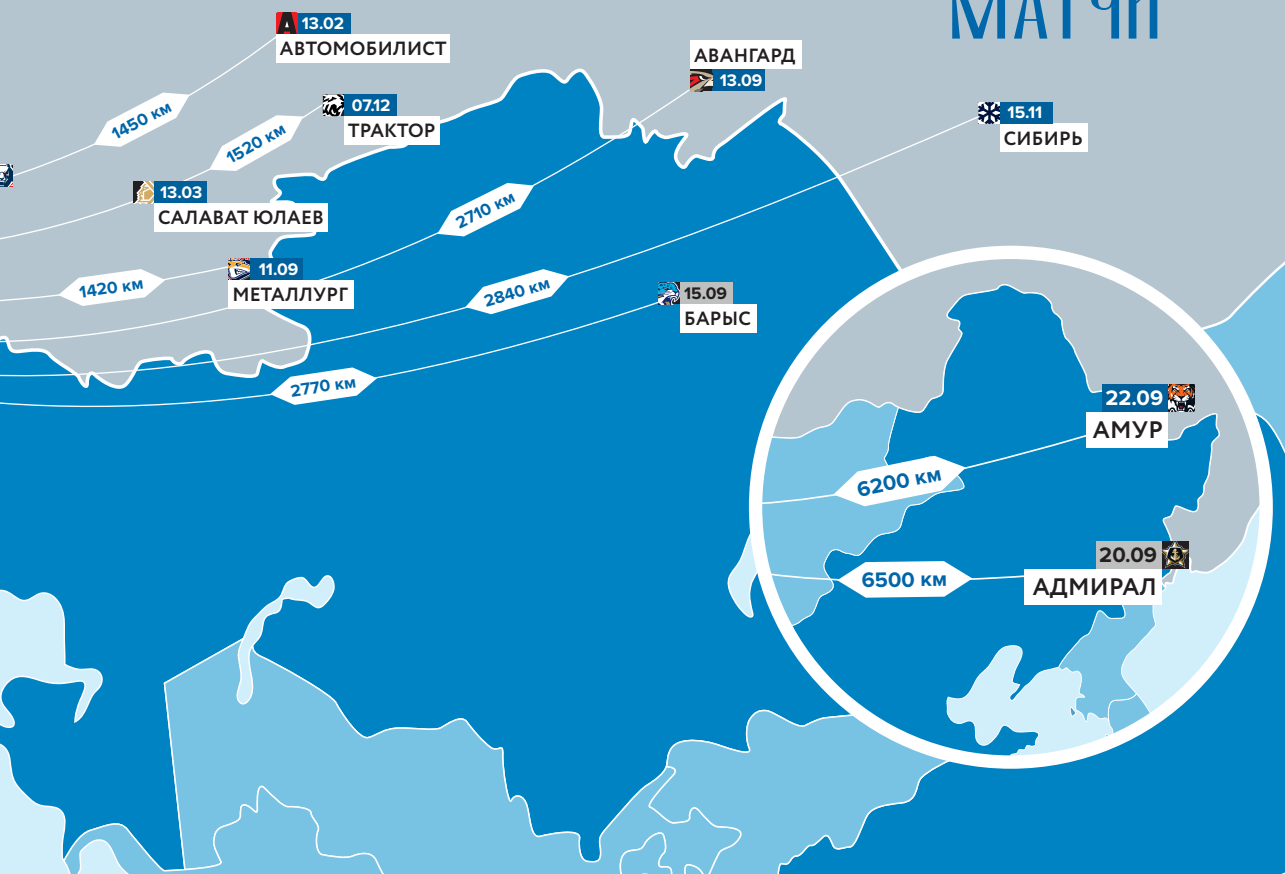 МАТЧИ
13.02
АВТОМОБИЛИСТ
1450 км
07.12
ТРАКТОР
1520 км
АВАНГАРД
13.09
2710 км
15.11
СИБИРЬ
2840 км
13.03
САЛАВАТ ЮЛАЕВ
11.09
МЕТАЛЛУРГ
1420 км
15.09
БАРЫС
2770 км
22.09
АМУР
6200 км
20.09
АДМИРАЛ
6500 км